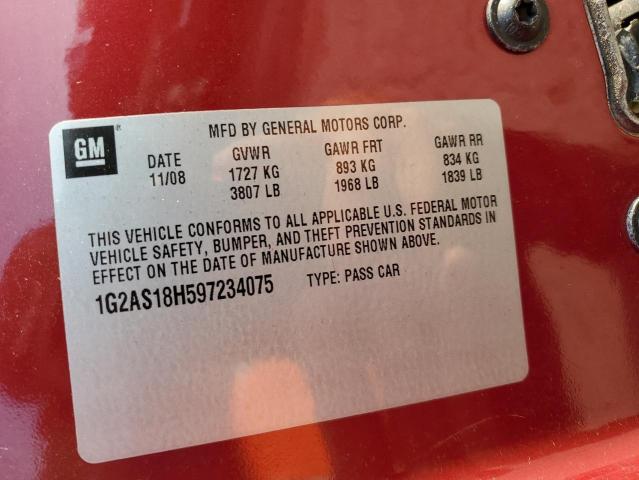 GM
®
MFD BY GENERAL MOTORS CORP.
DATE GVWR GAWR FRT GAWR RR
11/08 1727 KG 893 KG 834 KG
3807 LB 1968 LB 1839 LB
THIS VEHICLE CONFORMS TO ALL APPLICABLE U.S. FEDERAL MOTOR
VEHICLE SAFETY, BUMPER, AND THEFT PREVENTION STANDARDS IN
EFFECT ON THE DATE OF MANUFACTURE SHOWN ABOVE.
1G2AS18H597234075 TYPE: PASS CAR